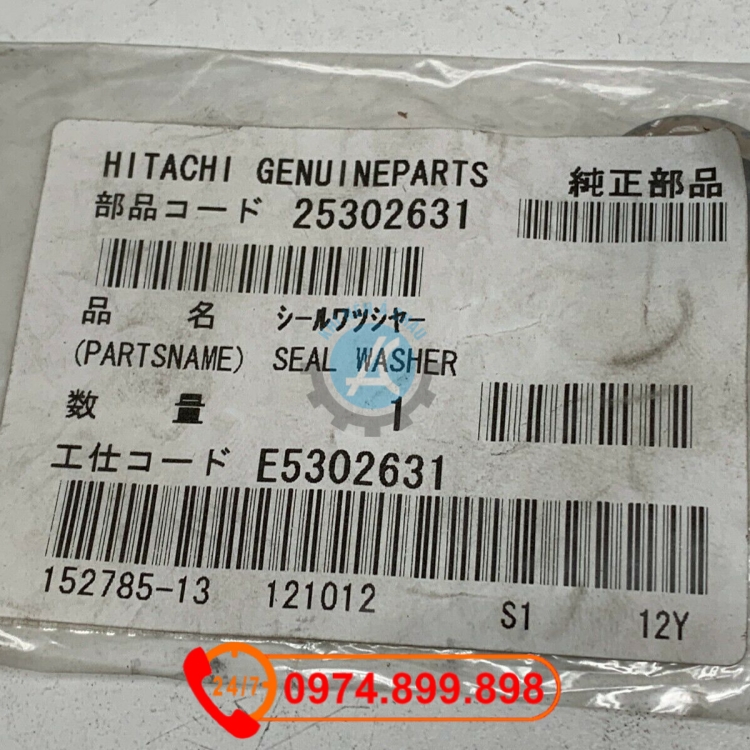 HITACHI GENUINEPARTS 純正部品
部品コード 25302631
品 名 シールワツシヤー
(PARTSNAME) SEAL WASHER
数 量 1
工仕コード E5302631
152785-13 121012 S1 12Y
24/7 0974.899.898